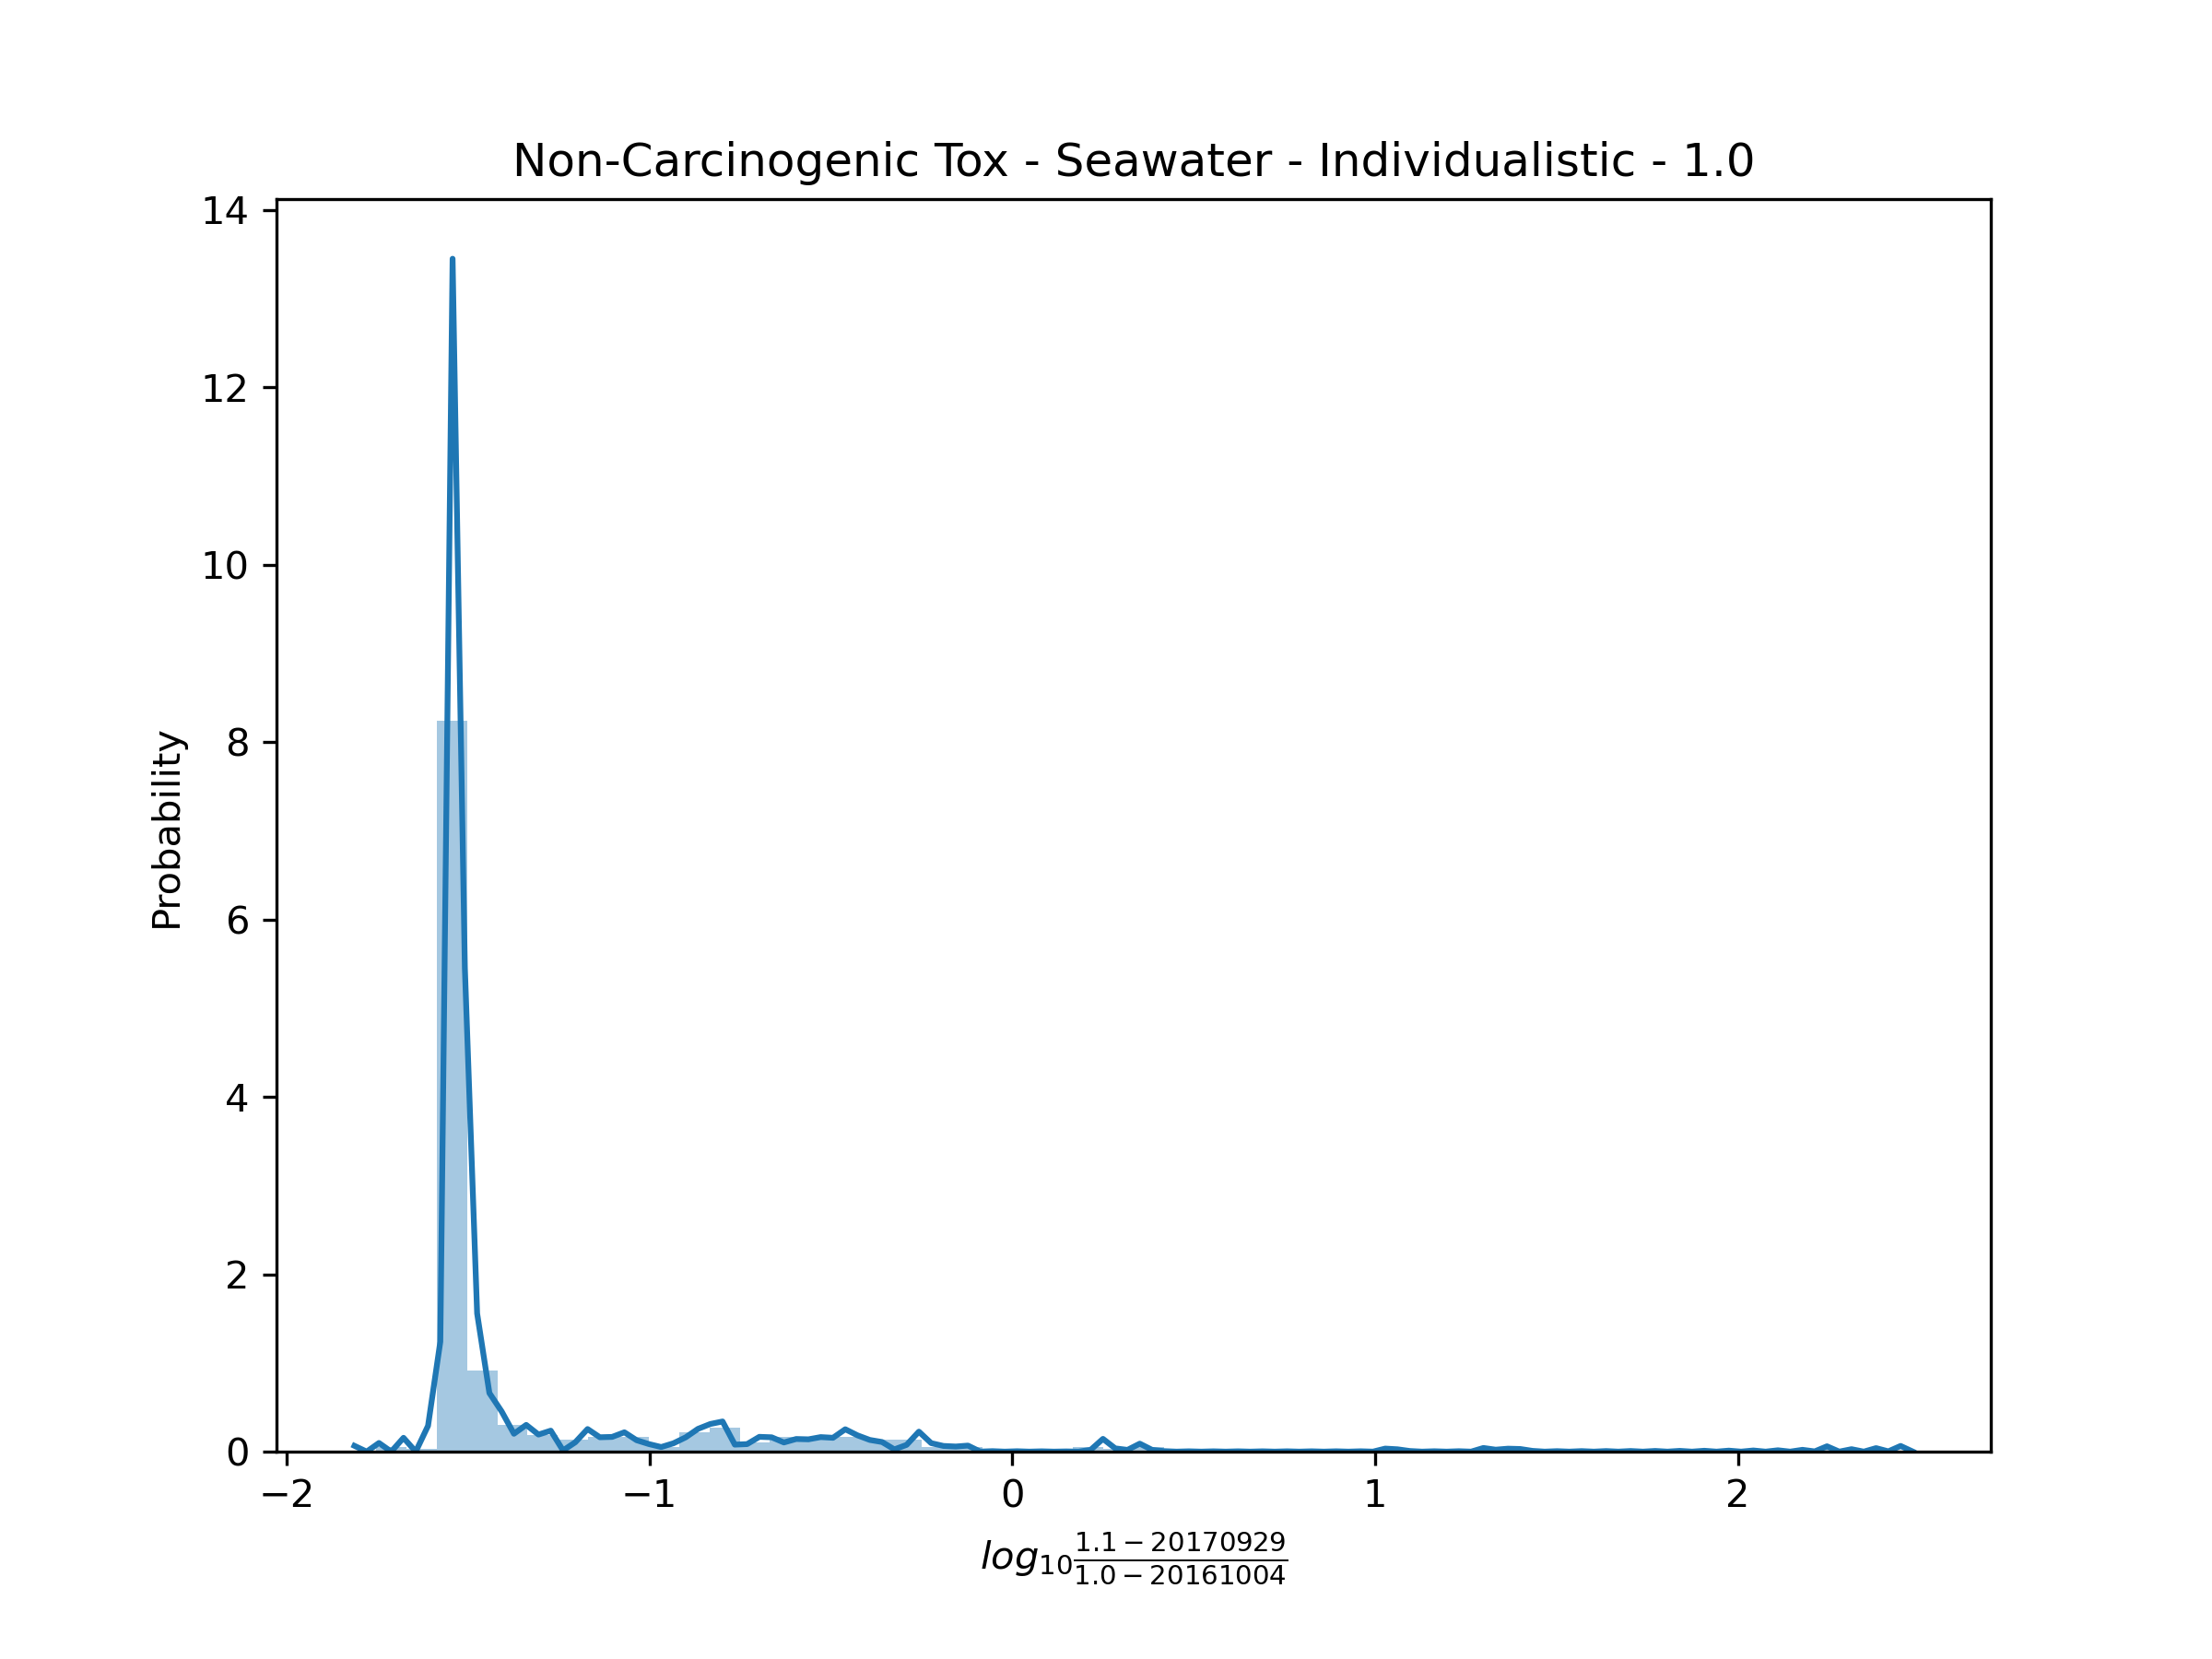 Non-Carcinogenic Tox - Seawater - Individualistic - 1.0
14
12
10
8
6
4
2
0
Probability
−2 −1 0 1 2
log10 1.1−20170929
1.0−20161004